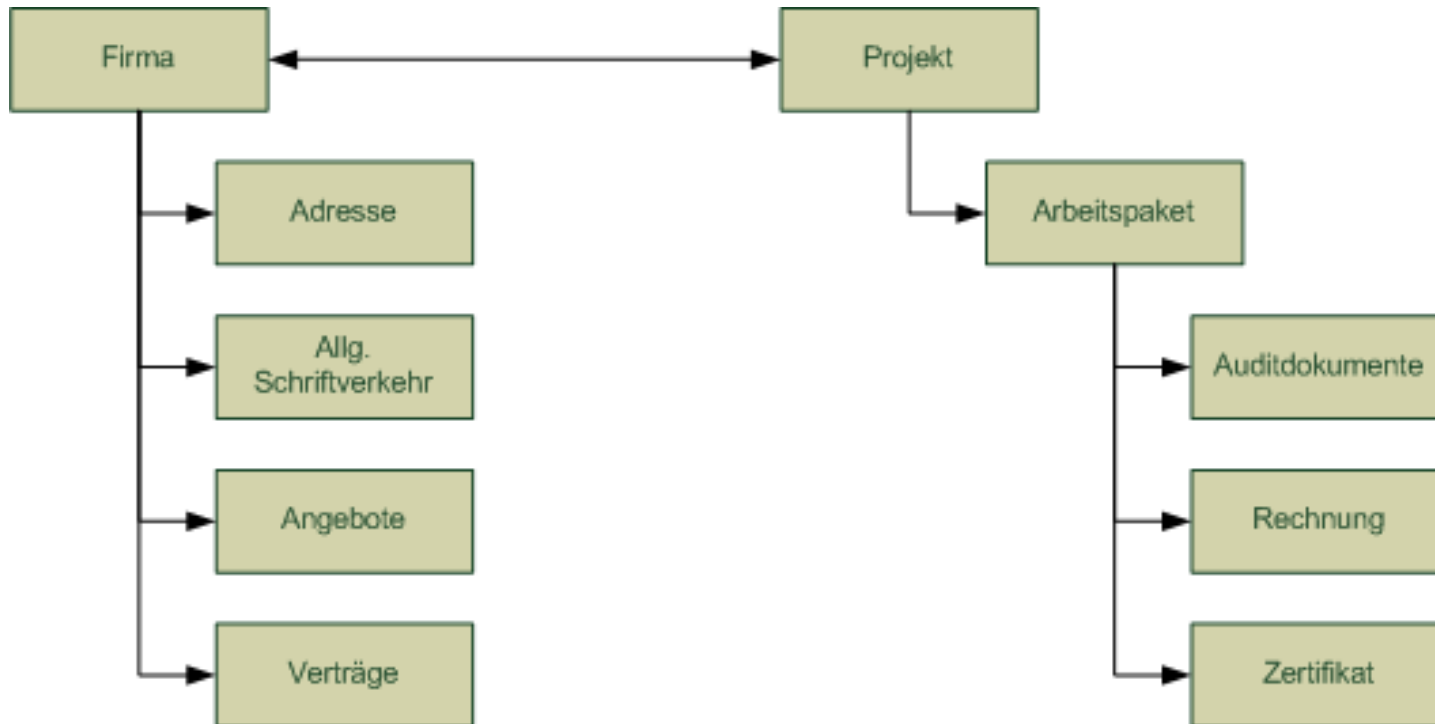 Firma
Projekt
Adresse
Arbeitspaket
Allg.
Schriftverkehr
Auditdokumente
Angebote
Rechnung
Verträge
Zertifikat